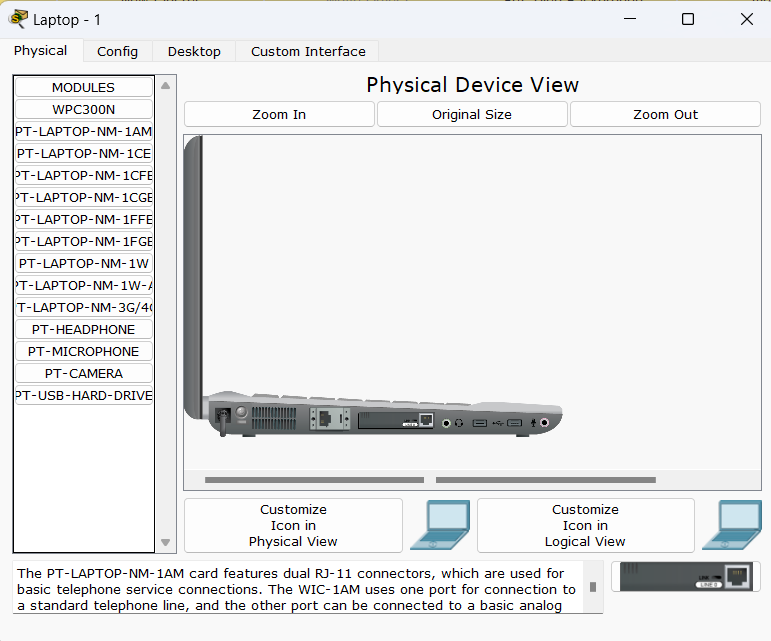 Laptop - 1
Physical
Config
Desktop
Custom Interface
MODULES
WPC300N
PT-LAPTOP-NM-1AM
PT-LAPTOP-NM-1CE
PT-LAPTOP-NM-1CFE
PT-LAPTOP-NM-1CGE
PT-LAPTOP-NM-1FFE
PT-LAPTOP-NM-1FGE
PT-LAPTOP-NM-1W
PT-LAPTOP-NM-1W-A
PT-LAPTOP-NM-3G/4G
PT-HEADPHONE
PT-MICROPHONE
PT-CAMERA
PT-USB-HARD-DRIVE
Physical Device View
Zoom In
Original Size
Zoom Out
Customize
Icon in
Physical View
Customize
Icon in
Logical View
The PT-LAPTOP-NM-1AM card features dual RJ-11 connectors, which are used for
basic telephone service connections. The WIC-1AM uses one port for connection to
a standard telephone line, and the other port can be connected to a basic analog